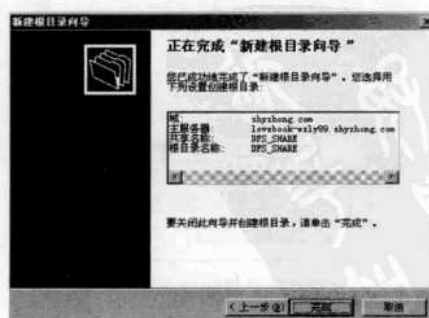 新建根目录向导
正在完成“新建根目录向导”
您已成功地完成了“新建根目录向导”。您选择用
下列设置创建根目录:
域: zhyzhong.com
主服务器: lovebook-wzly99.zhyzhong.com
共享名称: DFS_SHARE
根目录名称: DFS_SHARE
要关闭此向导并创建根目录，请单击“完成”。
<上一步(B) 完成 取消